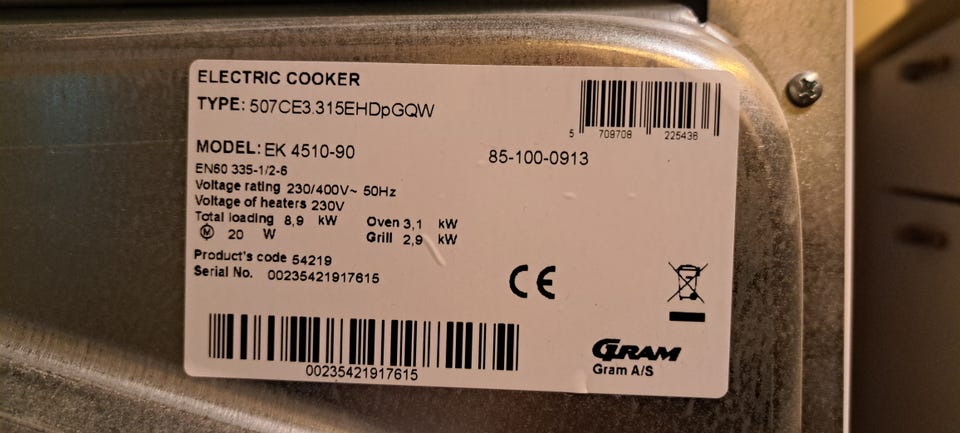 ELECTRIC COOKER
TYPE: 507CE3.315EHDpGQW
5 709708 225436
MODEL: EK 4510-90
85-100-0913
EN60 335-1/2-6
Voltage rating 230/400V~ 50Hz
Voltage of heaters 230V
Total loading 8,9 kW Oven 3,1 kW
M 20 W Grill 2,9 kW
Product's code 54219
Serial No. 00235421917615
CE
00235421917615
GRAM
Gram A/S